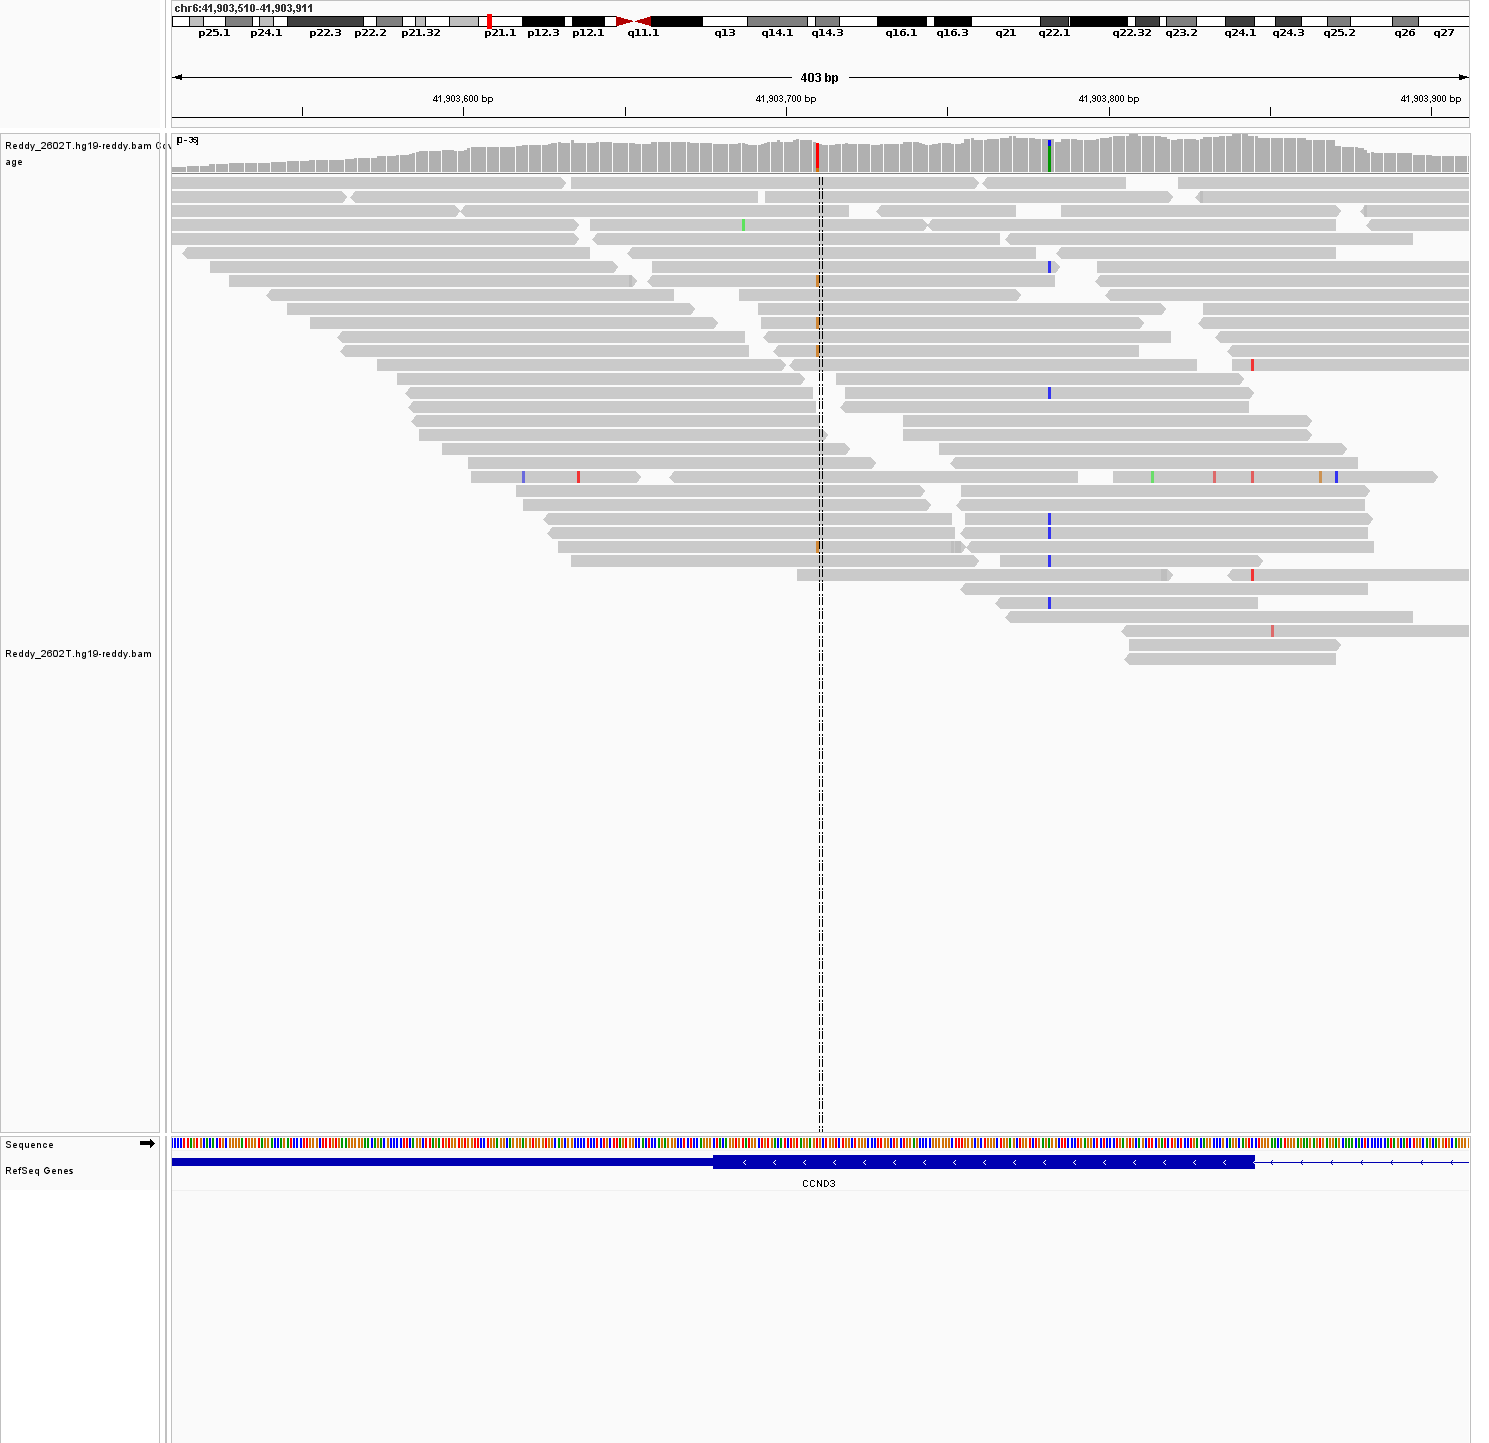 chr6:41,903,510-41,903,911
p25.1 p24.1 p22.3 p22.2 p21.32 p21.1 p12.3 p12.1 q11.1 q13 q14.1 q14.3 q16.1 q16.3 q21 q22.1 q22.32 q23.2 q24.1 q24.3 q25.2 q26 q27
403 bp
41,903,600 bp 41,903,700 bp 41,903,800 bp 41,903,900 bp
Reddy_2602T.hg19-reddy.bam Cov
age
Reddy_2602T.hg19-reddy.bam
Sequence
RefSeq Genes
CCND3